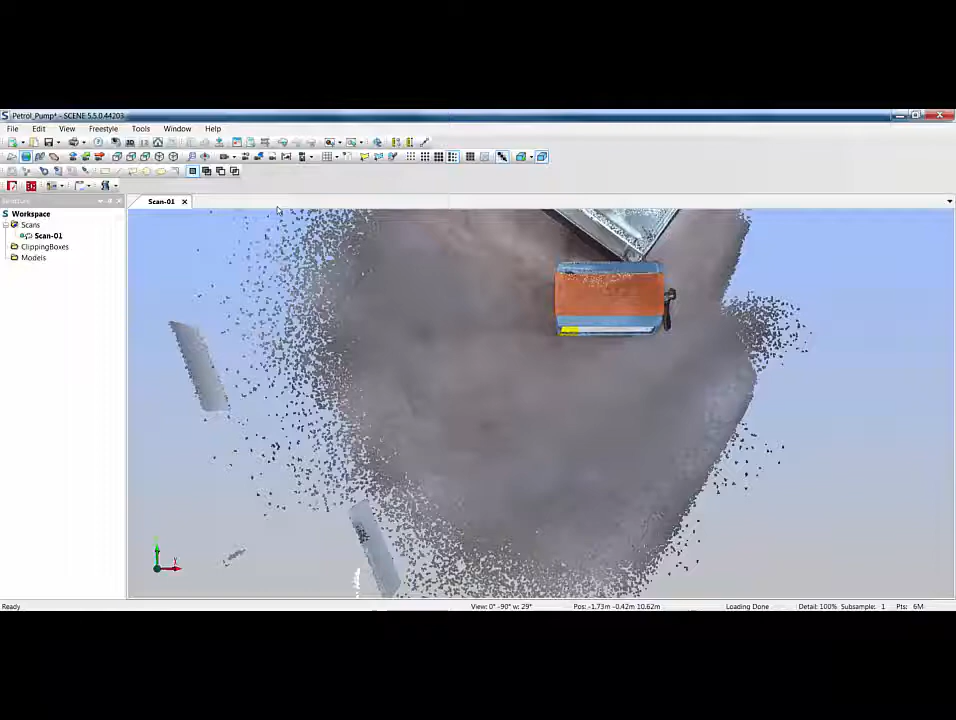 Petrol_Pump* - SCENE 5.5.0.44203
File Edit View Freestyle Tools Window Help
Scan-01
Workspace
Scans
Scan-01
ClippingBoxes
Models
Ready View: 0° -90° w: 29° Pos: -1.73m -0.42m 10.62m Loading Done Detail: 100% Subsample: 1 Pts: 6M